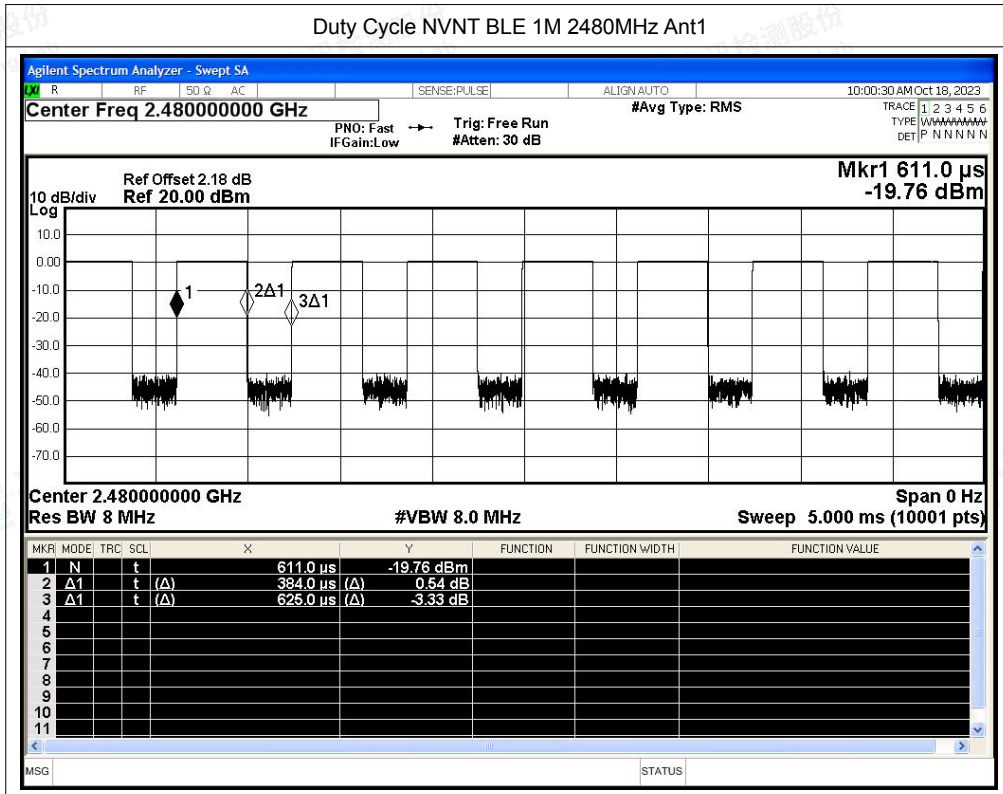 Duty Cycle NVNT BLE 1M 2480MHz Ant1
Agilent Spectrum Analyzer - Swept SA
LXI R RF 50 Ω AC SENSE:PULSE ALIGN AUTO 10:00:30 AM Oct 18, 2023
Center Freq 2.480000000 GHz #Avg Type: RMS TRACE 1 2 3 4 5 6
PNO: Fast Trig: Free Run TYPE WWWWWW
IFGain:Low #Atten: 30 dB DET P N N N N N
Mkr1 611.0 µs
Ref Offset 2.18 dB
10 dB/div Ref 20.00 dBm -19.76 dBm
Log
10.0
0.00
-10.0
1 2Δ1 3Δ1
-20.0
-30.0
-40.0
-50.0
-60.0
-70.0
Center 2.480000000 GHz Span 0 Hz
Res BW 8 MHz #VBW 8.0 MHz Sweep 5.000 ms (10001 pts)
MKR MODE TRC SCL X Y FUNCTION FUNCTION WIDTH FUNCTION VALUE
1 N t 611.0 µs -19.76 dBm
2 Δ1 t (Δ) 384.0 µs (Δ) 0.54 dB
3 Δ1 t (Δ) 625.0 µs (Δ) -3.33 dB
4
5
6
7
8
9
10
11
MSG STATUS